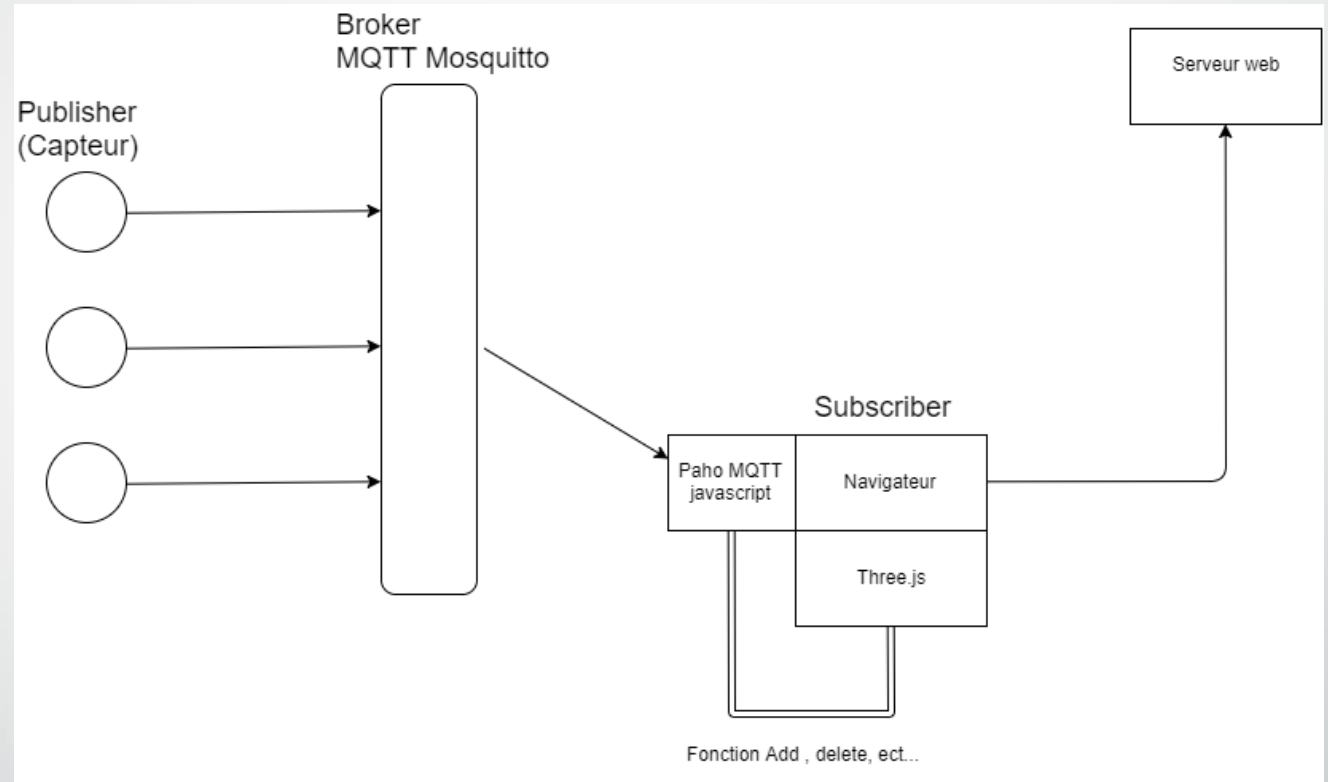 Broker
MQTT Mosquitto
Serveur web
Publisher
(Capteur)
Subscriber
Paho MQTT
javascript
Navigateur
Three.js
Fonction Add , delete, ect...